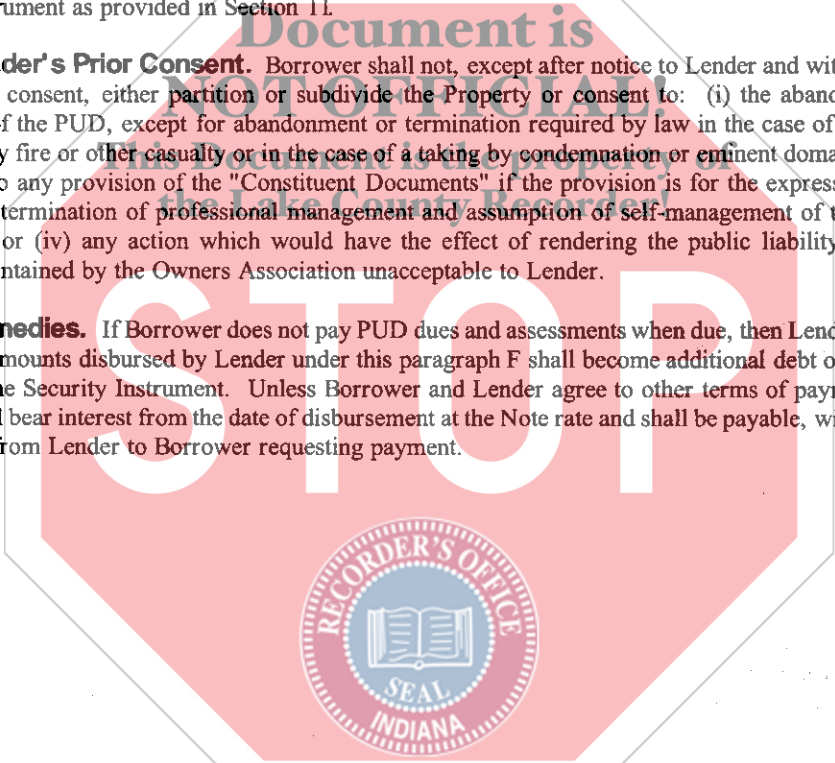 rument as provided in Section 11.
Document is
der's Prior Consent. Borrower shall not, except after notice to Lender and wit
NOT OFFICIAL!
consent, either partition or subdivide the Property or consent to: (i) the aband
f the PUD, except for abandonment or termination required by law in the case of
This Document is the property of
y fire or other casualty or in the case of a taking by condemnation or eminent doma
the Lake County Recorder!
o any provision of the "Constituent Documents" if the provision is for the express
termination of professional management and assumption of self-management of t
or (iv) any action which would have the effect of rendering the public liability
ntained by the Owners Association unacceptable to Lender.
STOP
nedies. If Borrower does not pay PUD dues and assessments when due, then Lend
mounts disbursed by Lender under this paragraph F shall become additional debt o
e Security Instrument. Unless Borrower and Lender agree to other terms of payn
l bear interest from the date of disbursement at the Note rate and shall be payable, wi
rom Lender to Borrower requesting payment.
RECORDER'S OFFICE
SEAL
INDIANA